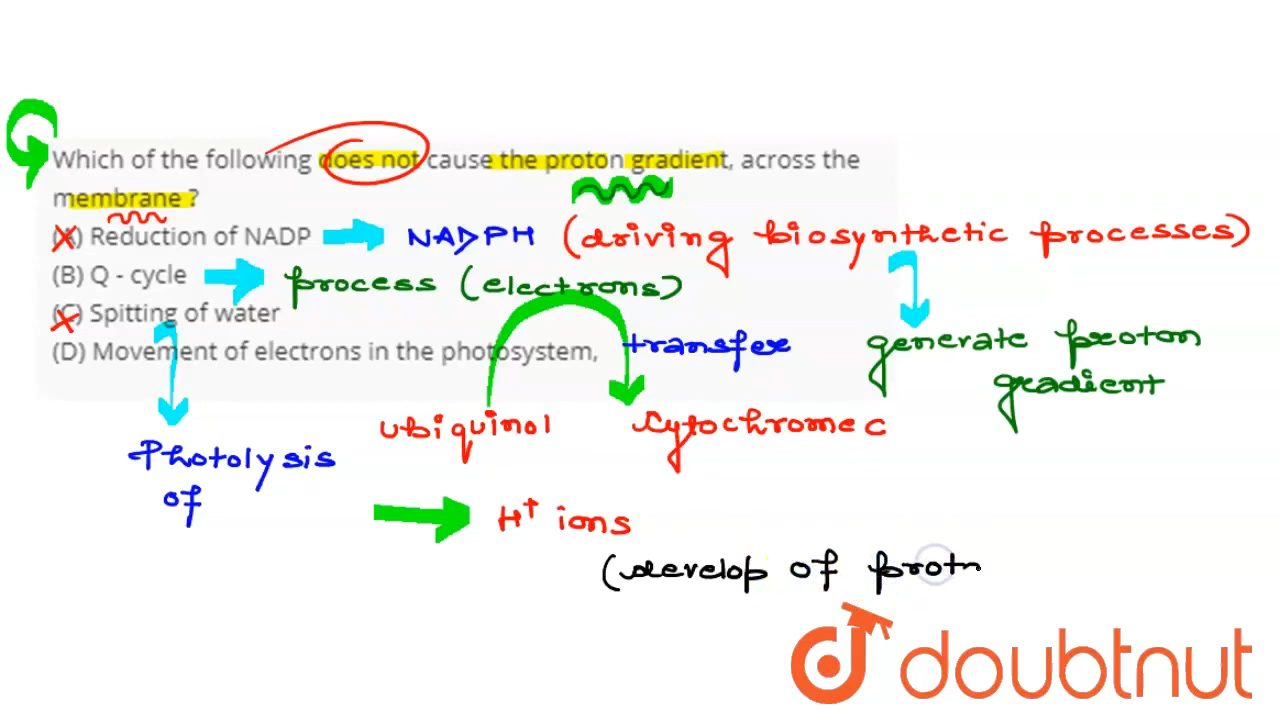 Which of the following does not cause the proton gradient, across the
membrane ?
(A) Reduction of NADP NADPH (driving biosynthetic processes)
(B) Q - cycle process (electrons)
(C) Spitting of water
(D) Movement of electrons in the photosystem,
transfer
generate proton
gradient
ubiquinol cytochromec
Photolysis
of
H+ ions
(develop of protn
doubtnut